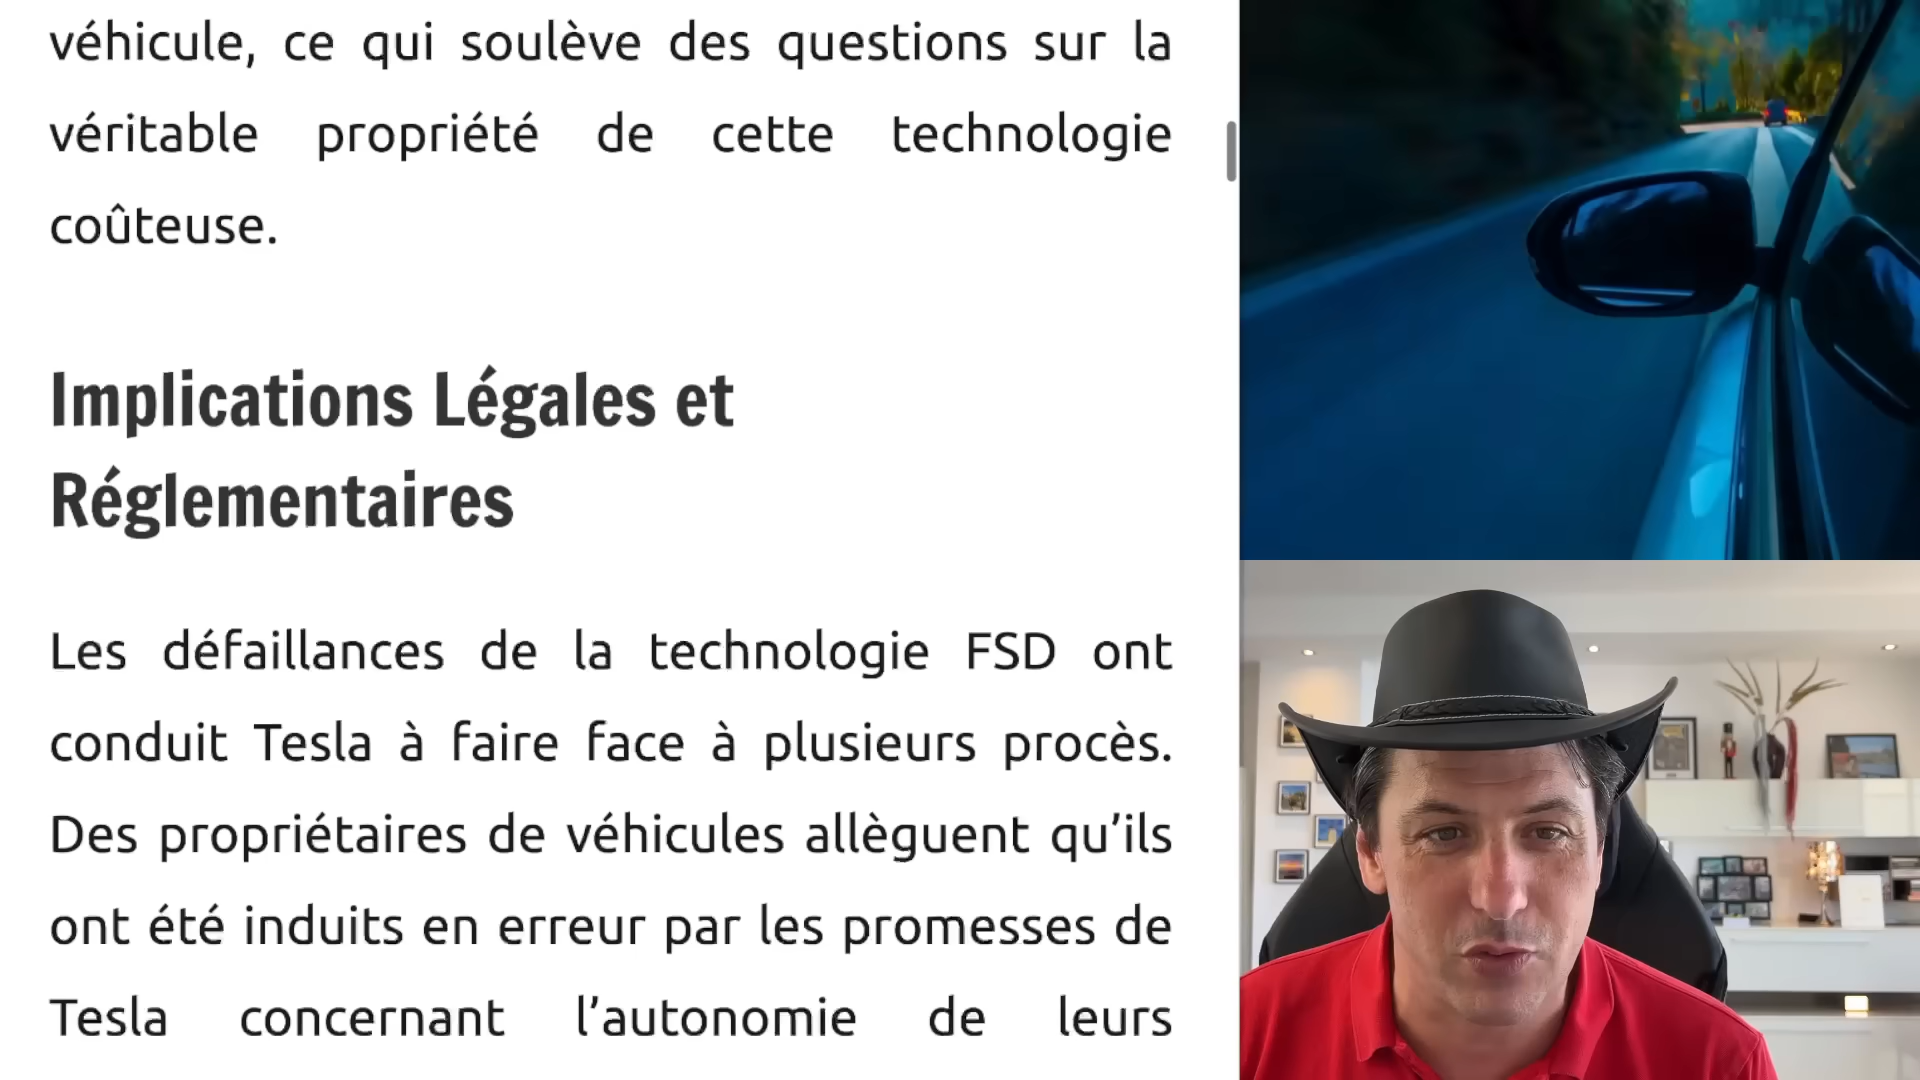 véhicule, ce qui soulève des questions sur la
véritable propriété de cette technologie
coûteuse.
Implications Légales et
Réglementaires
Les défaillances de la technologie FSD ont
conduit Tesla à faire face à plusieurs procès.
Des propriétaires de véhicules allèguent qu’ils
ont été induits en erreur par les promesses de
Tesla concernant l’autonomie de leurs